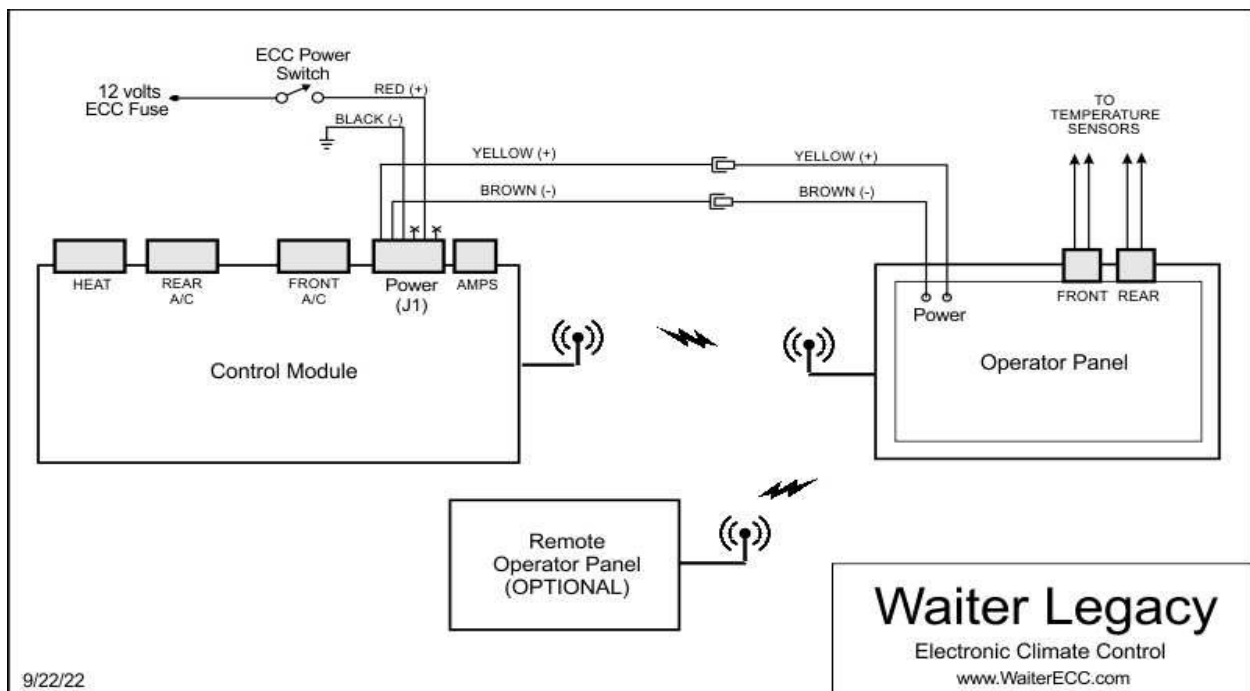 ECC Power
Switch
12 volts
ECC Fuse
RED (+)
BLACK (-)
YELLOW (+)
YELLOW (+)
BROWN (-)
BROWN (-)
TO
TEMPERATURE
SENSORS
HEAT
REAR
A/C
FRONT
A/C
Power
(J1)
AMPS
FRONT
REAR
Power
Control Module
Operator Panel
Remote
Operator Panel
(OPTIONAL)
Waiter Legacy
Electronic Climate Control
www.WaiterECC.com
9/22/22